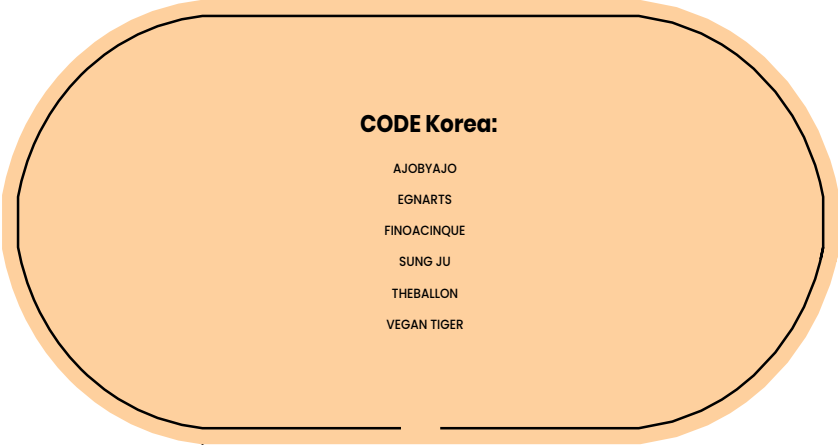 CODE Korea:
AJOBYAJO
EGNARTS
FINOACINQUE
SUNG JU
THEBALLON
VEGAN TIGER